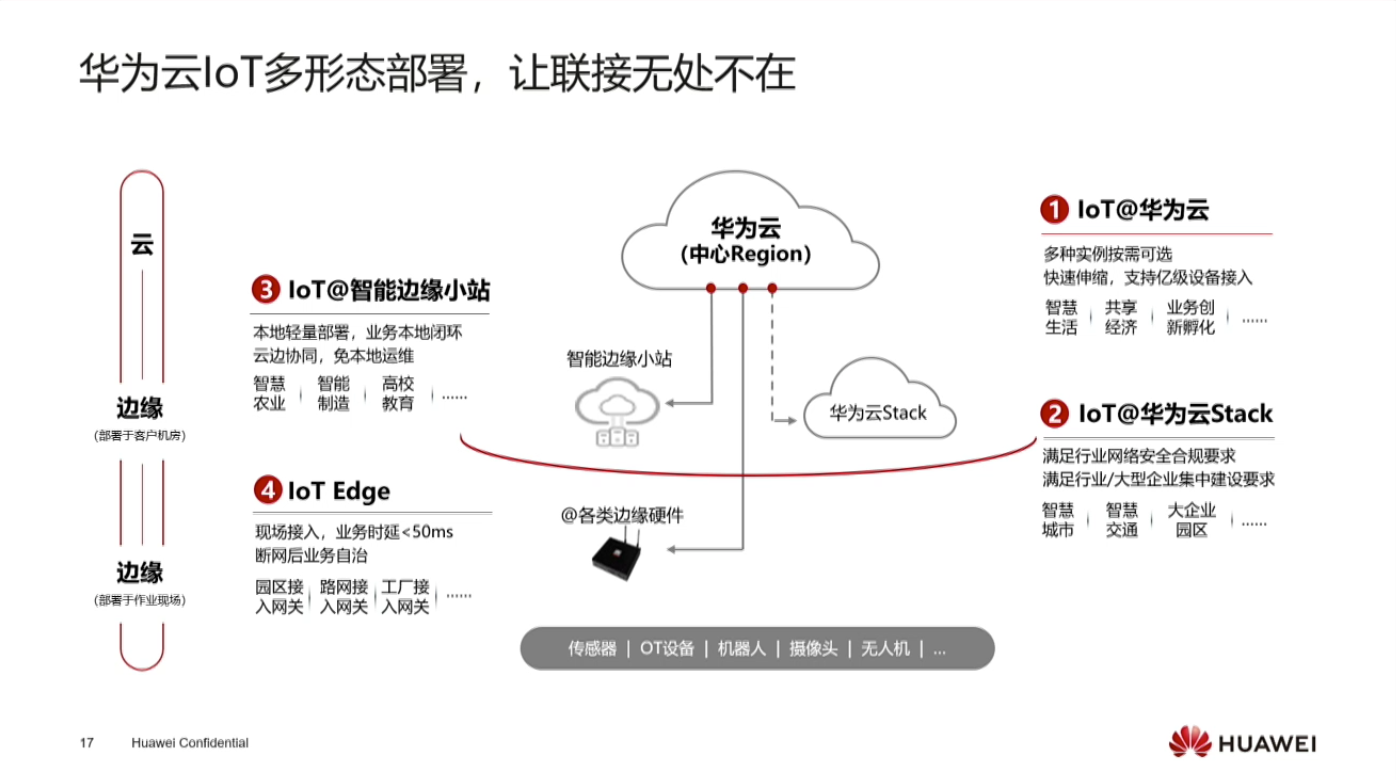 华为云IoT多形态部署，让联接无处不在
云
边缘
(部署于客户机房)
边缘
(部署于作业现场)
3 IoT@智能边缘小站
本地轻量部署，业务本地闭环
云边协同，免本地运维
智慧 | 智能 | 高校 | ......
农业 制造 教育
4 IoT Edge
现场接入，业务时延<50ms
断网后业务自治
园区接 | 路网接 | 工厂接 | ......
入网关 入网关 入网关
华为云
(中心Region)
智能边缘小站
华为云Stack
@各类边缘硬件
传感器 | OT设备 | 机器人 | 摄像头 | 无人机 | ...
1 IoT@华为云
多种实例按需可选
快速伸缩，支持亿级设备接入
智慧 | 共享 | 业务创 | ......
生活 经济 新孵化
2 IoT@华为云Stack
满足行业网络安全合规要求
满足行业/大型企业集中建设要求
智慧 | 智慧 | 大企业 | ......
城市 交通 园区
17 Huawei Confidential
HUAWEI